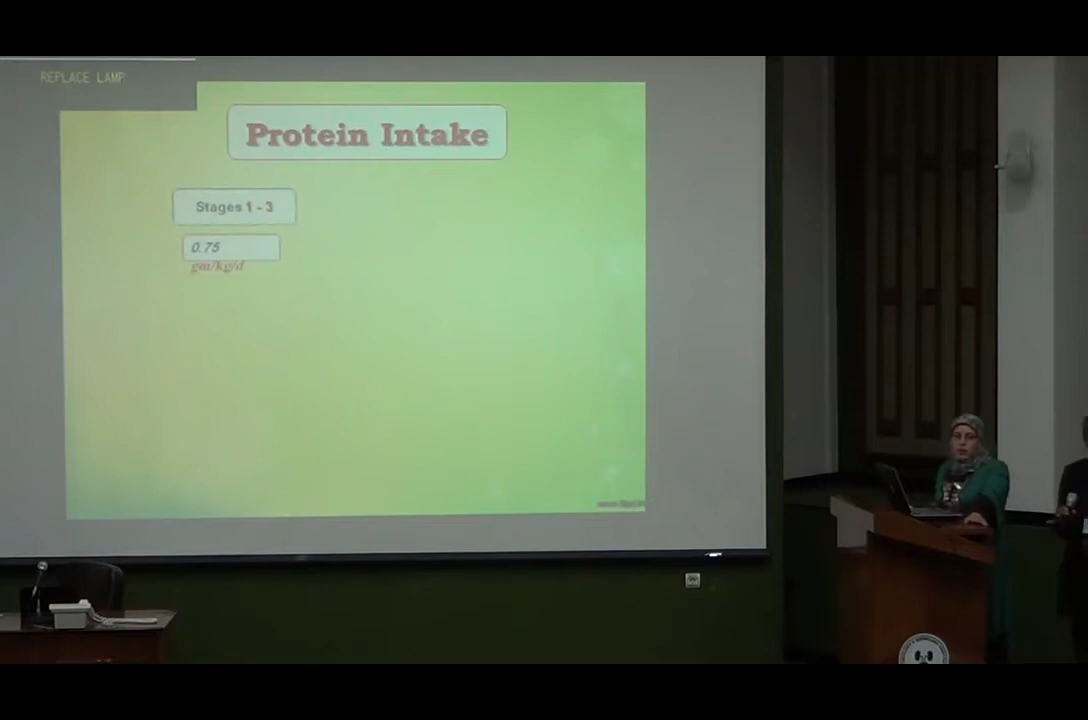 REPLACE LAMP
Protein Intake
Stages 1 - 3
0.75
gm/kg/d